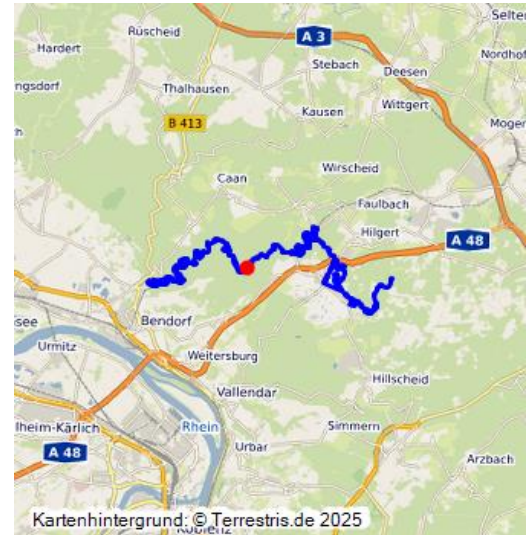 Hardert
Rüscheid
A 3
Selter
Stebach
Deesen
Nordhof
ngsdorf
Thalhausen
Kausen
Wittgert
B 413
Moger
Caan
Wirscheid
Faulbach
Hilgert
A 48
see
Bendorf
Urmitz
Weitersburg
Hillscheid
Vallendar
lheim-Kärlich
Rhein
Simmern
A 48
Urbar
Arzbach
Kartenhintergrund: © Terrestris.de 2025
Koblenz